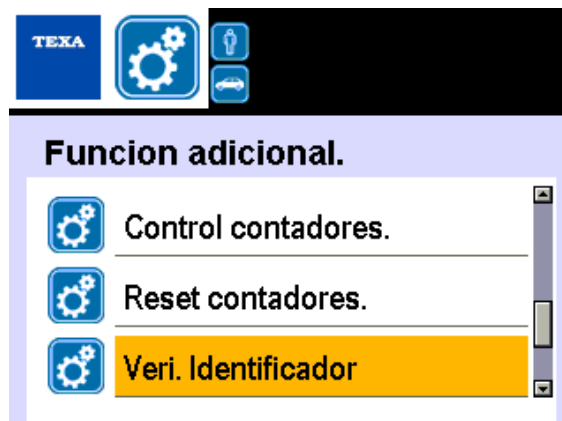 TEXA
Funcion adicional.
Control contadores.
Reset contadores.
Veri. Identificador